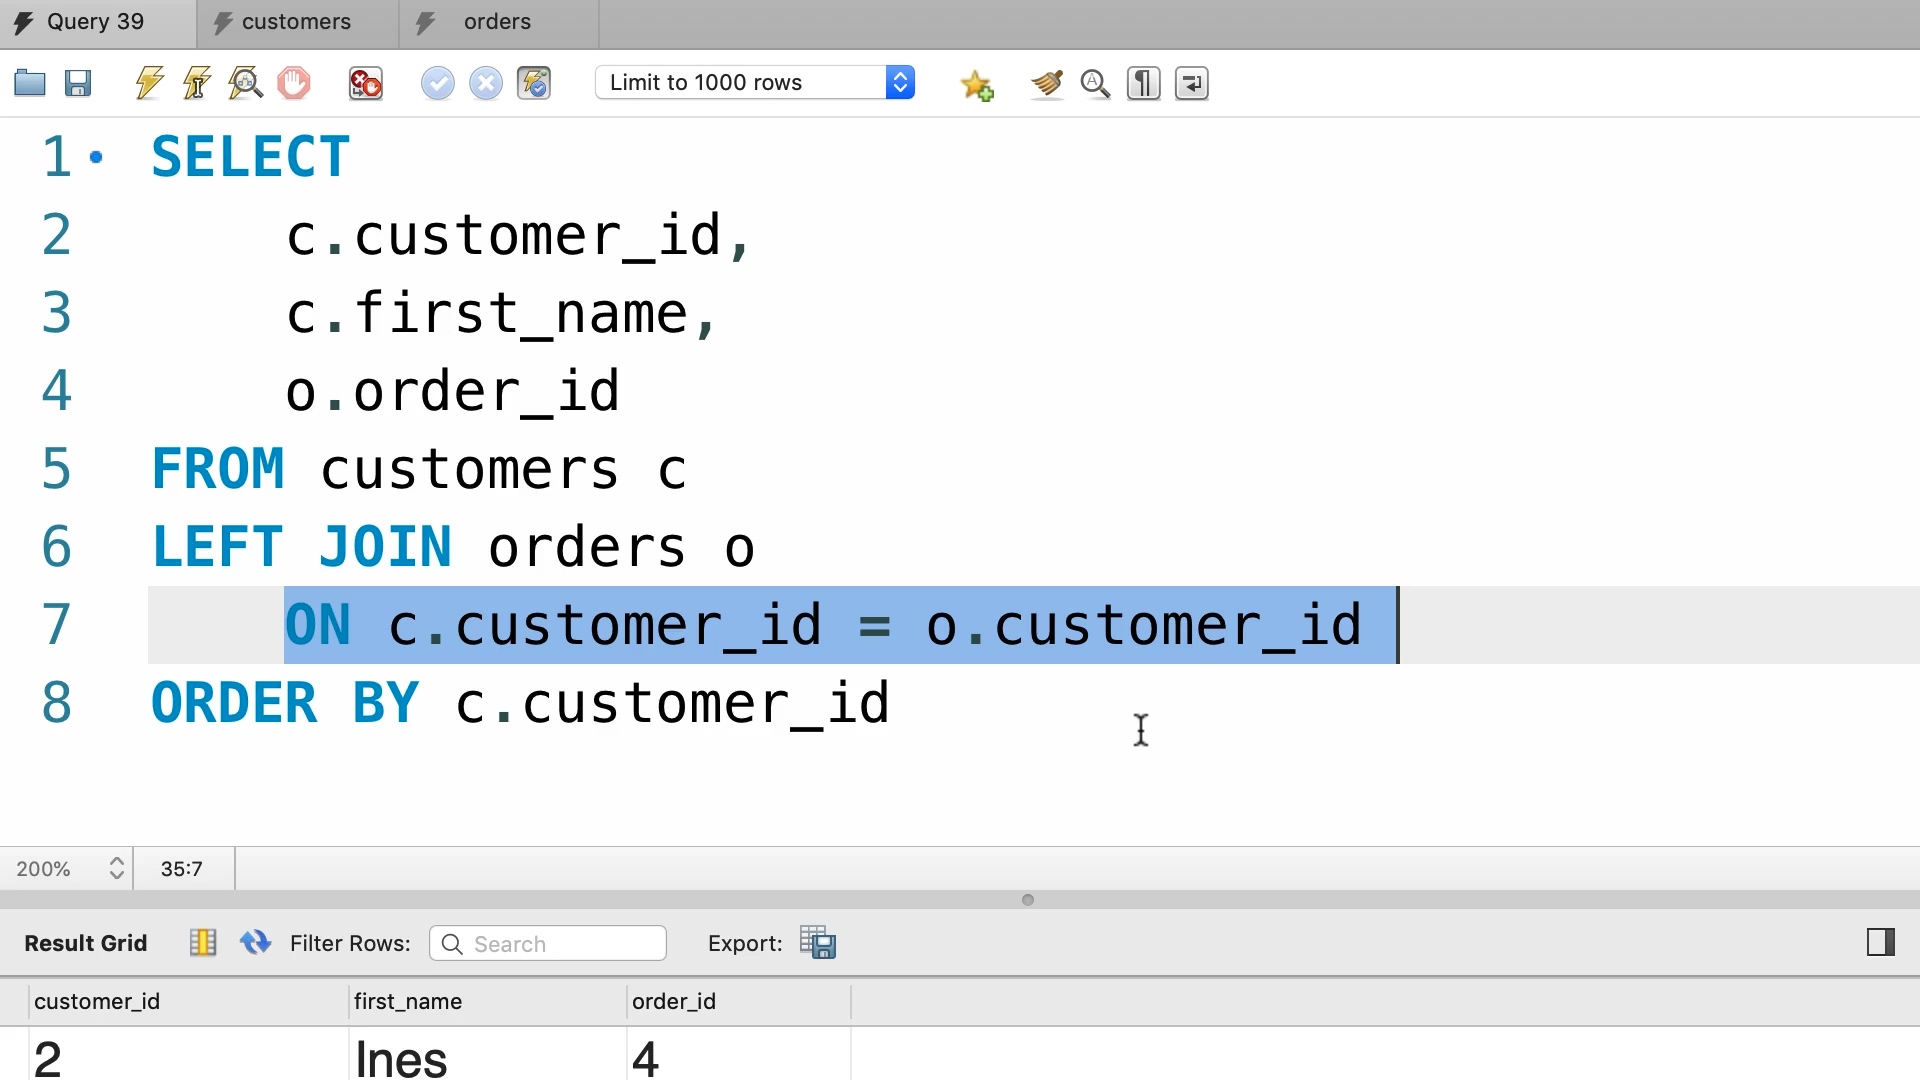 Query 39 customers orders
Limit to 1000 rows
1 SELECT
2 c.customer_id,
3 c.first_name,
4 o.order_id
5 FROM customers c
6 LEFT JOIN orders o
7 ON c.customer_id = o.customer_id
8 ORDER BY c.customer_id
200% 35:7
Result Grid Filter Rows: Search Export:
customer_id first_name order_id
2 Ines 4